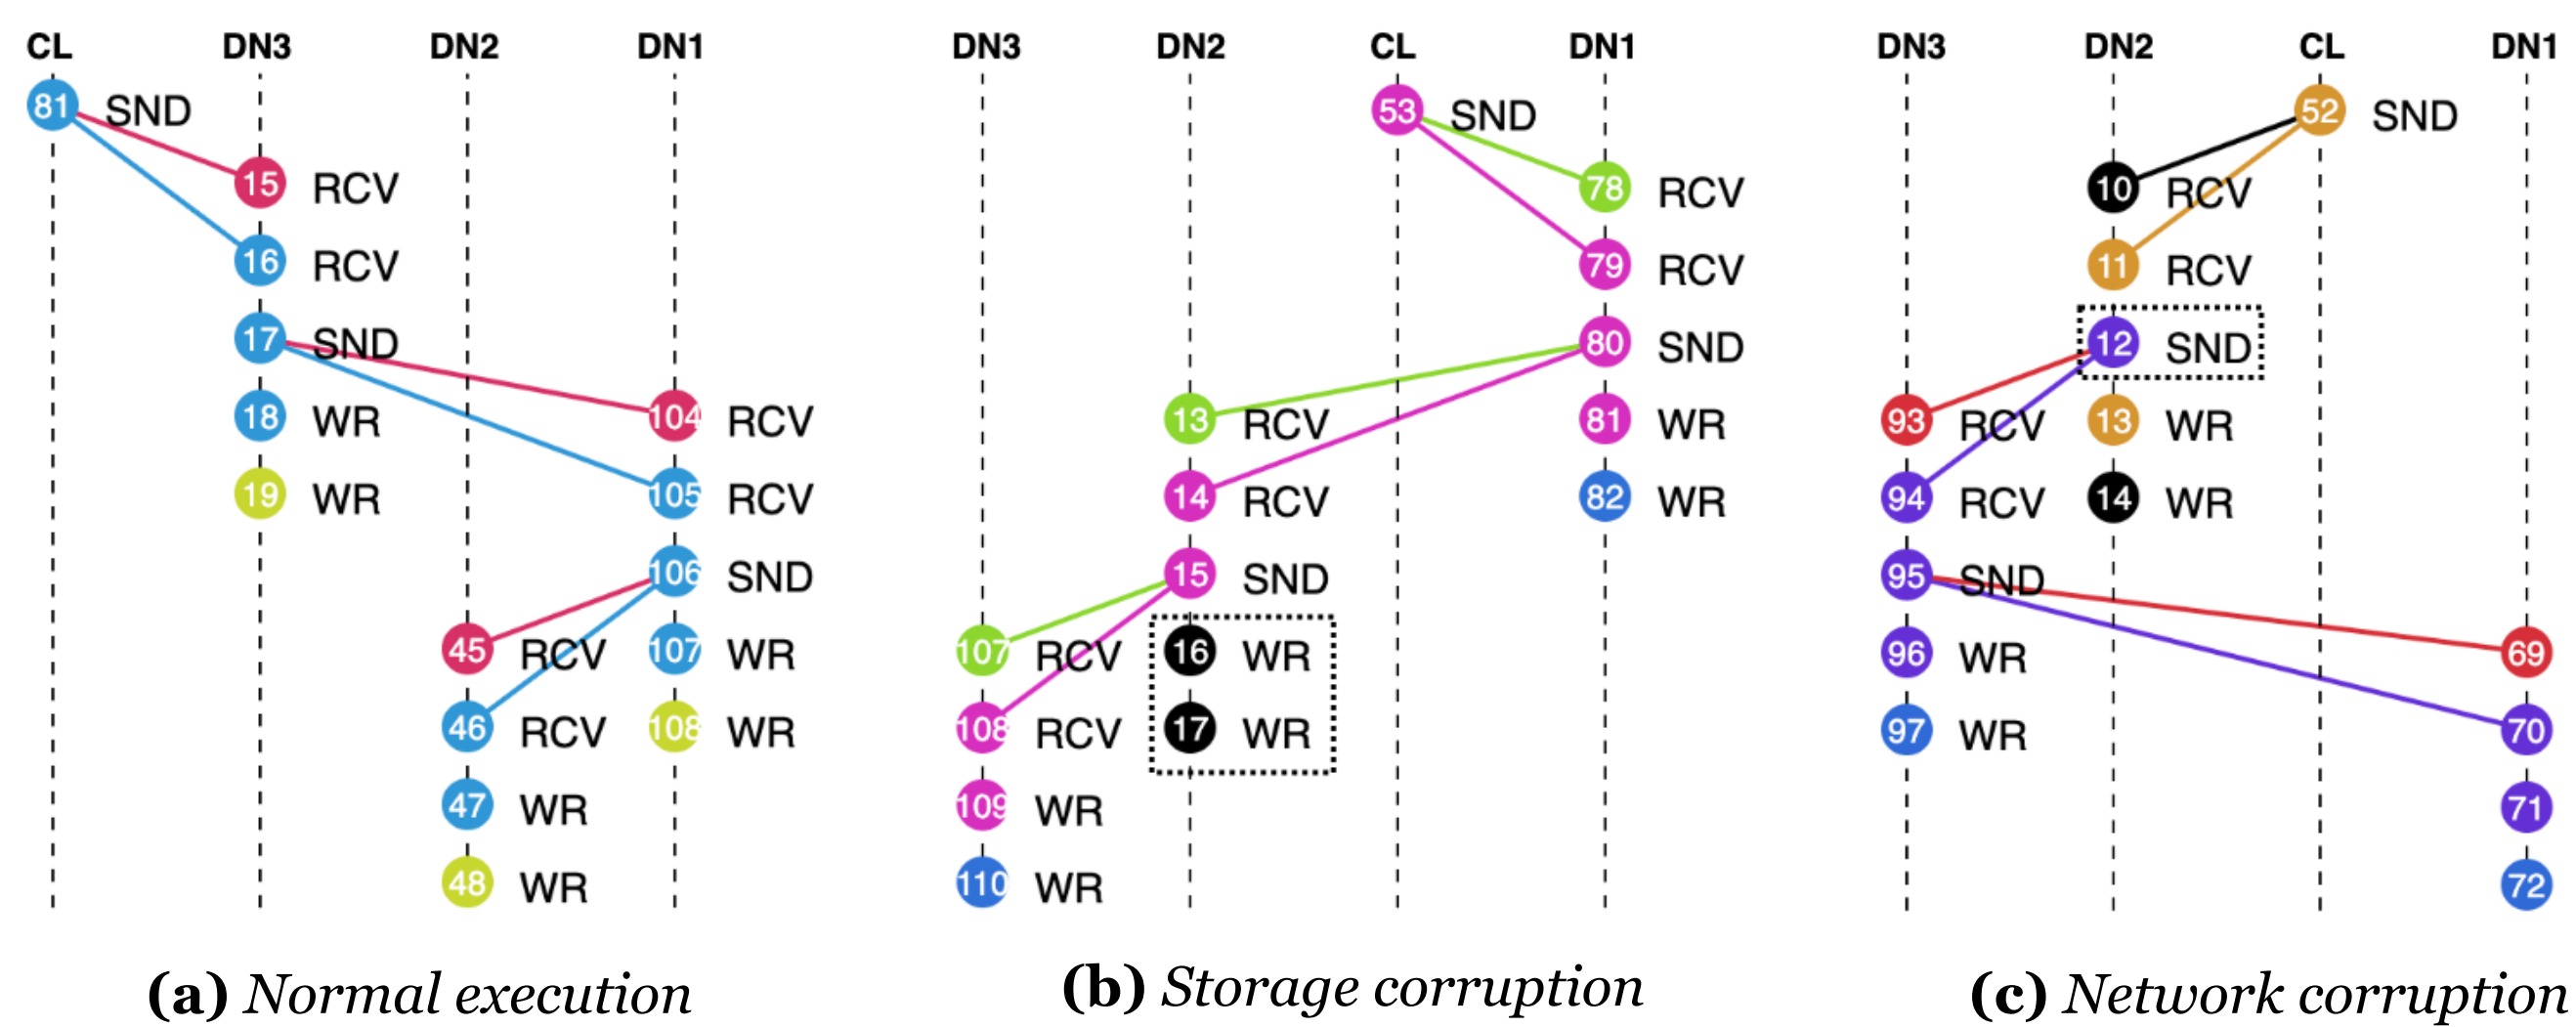 CL DN3 DN2 DN1
81 SND
15 RCV
16 RCV
17 SND
18 WR 104 RCV
19 WR 105 RCV
106 SND
45 RCV 107 WR
46 RCV 108 WR
47 WR
48 WR
(a) Normal execution
DN3 DN2 CL DN1
53 SND
78 RCV
79 RCV
80 SND
13 RCV 81 WR
14 RCV 82 WR
15 SND
107 RCV 16 WR
108 RCV 17 WR
109 WR
110 WR
(b) Storage corruption
DN3 DN2 CL DN1
52 SND
10 RCV
11 RCV
12 SND
93 RCV 13 WR
94 RCV 14 WR
95 SND
96 WR 69
97 WR 70
71
72
(c) Network corruption